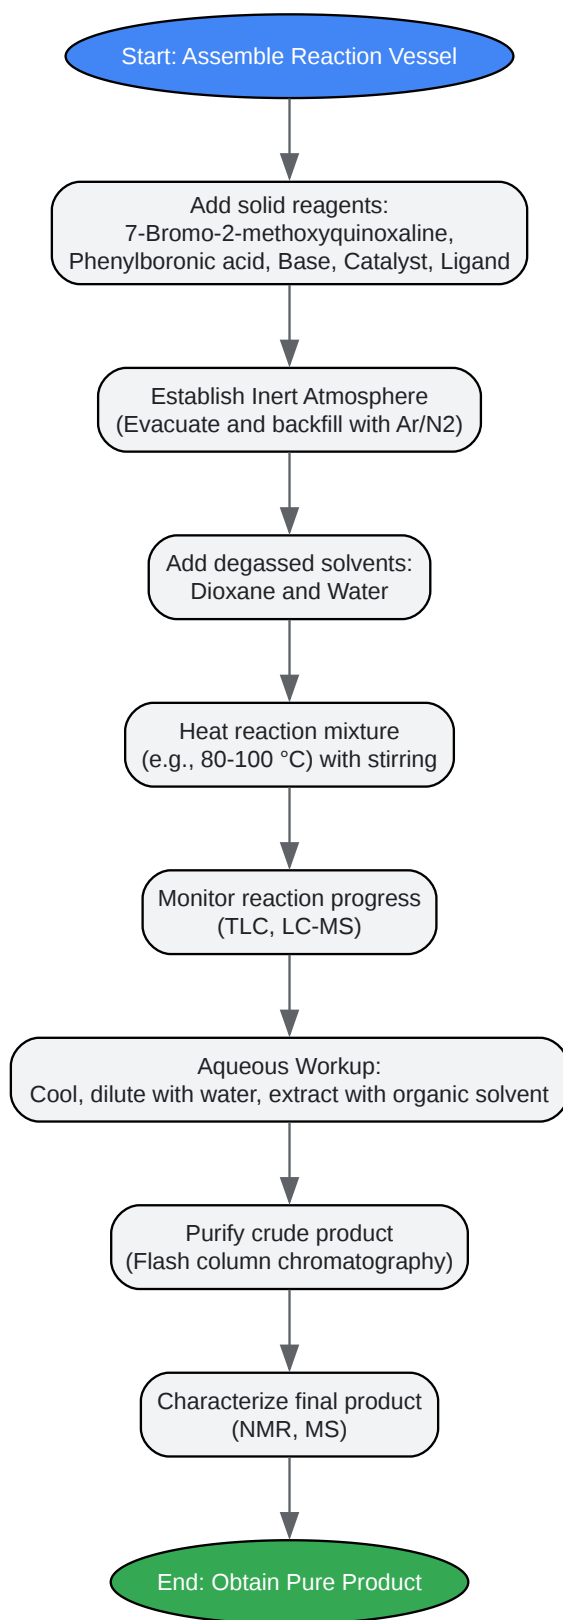 Start: Assemble Reaction Vessel
Add solid reagents:
7-Bromo-2-methoxyquinoxaline,
Phenylboronic acid, Base, Catalyst, Ligand
Establish Inert Atmosphere
(Evacuate and backfill with Ar/N2)
Add degassed solvents:
Dioxane and Water
Heat reaction mixture
(e.g., 80-100 °C) with stirring
Monitor reaction progress
(TLC, LC-MS)
Aqueous Workup:
Cool, dilute with water, extract with organic solvent
Purify crude product
(Flash column chromatography)
Characterize final product
(NMR, MS)
End: Obtain Pure Product